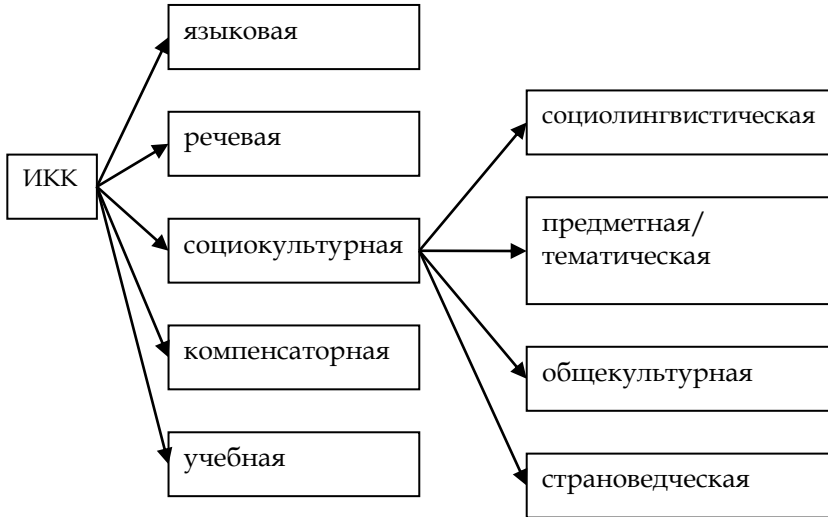 ИКК
языковая
речевая
социокультурная
компенсаторная
учебная
социолингвистическая
предметная/
тематическая
общекультурная
страноведческая